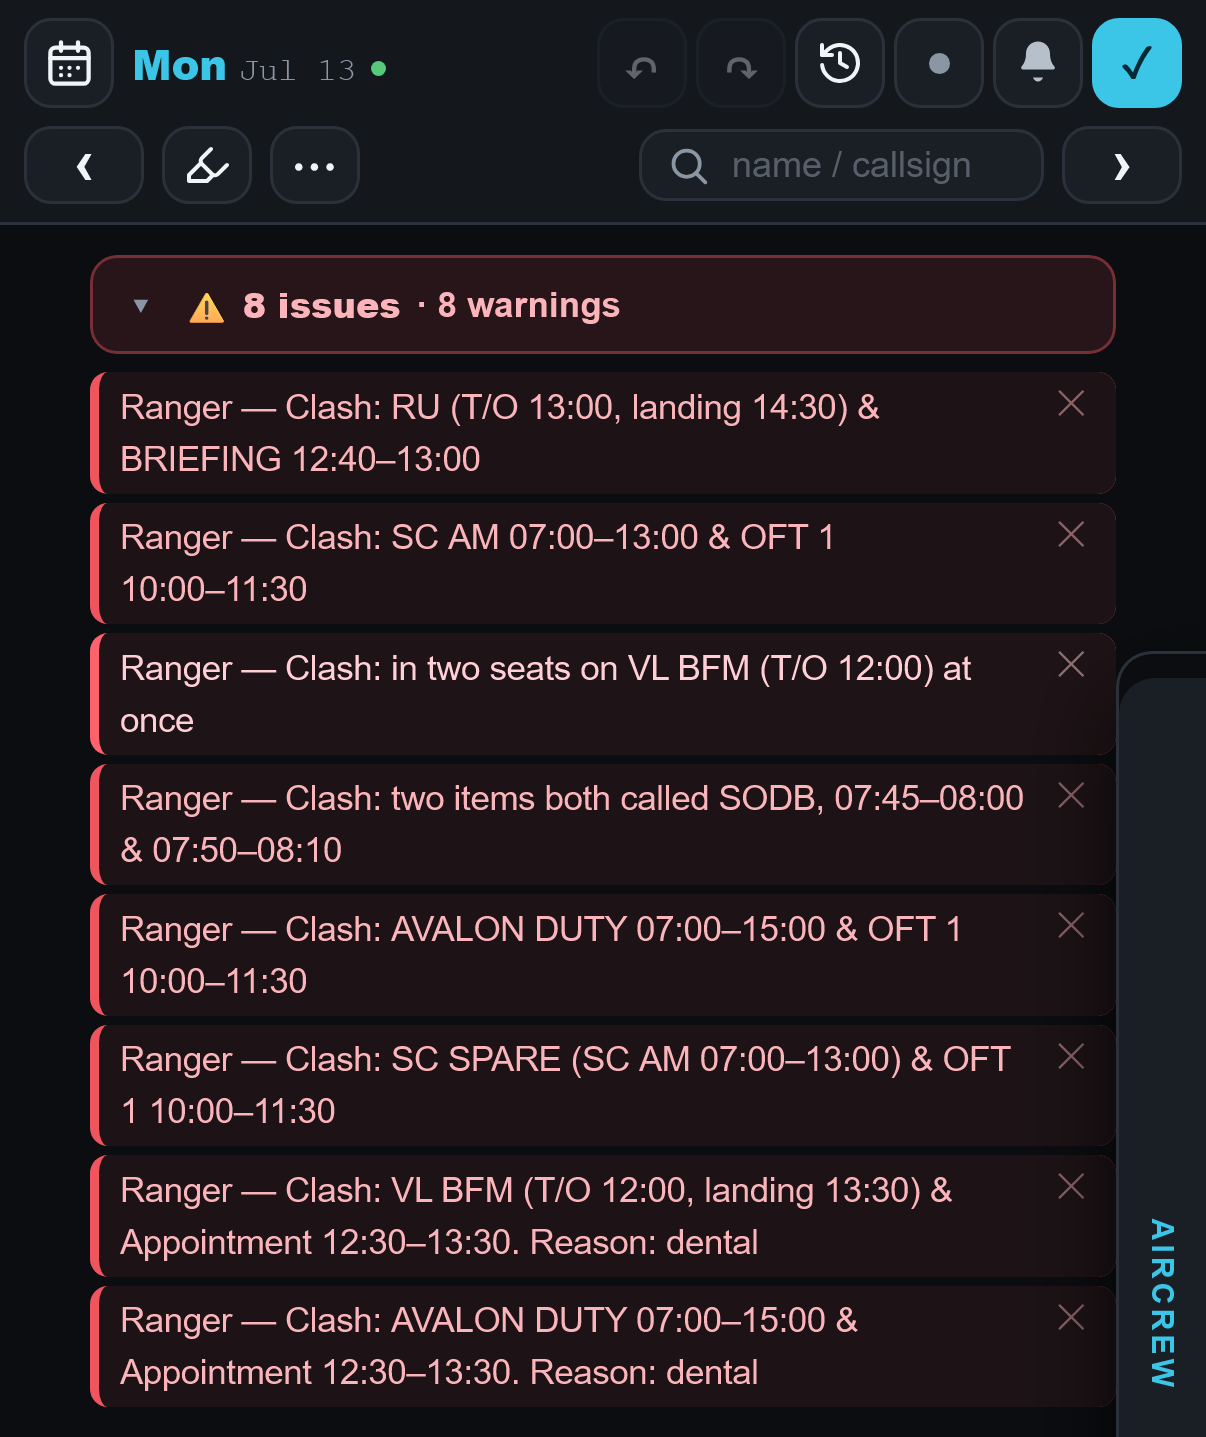 Mon Jul 13
name / callsign
8 issues · 8 warnings
Ranger — Clash: RU (T/O 13:00, landing 14:30) &
BRIEFING 12:40–13:00
Ranger — Clash: SC AM 07:00–13:00 & OFT 1
10:00–11:30
Ranger — Clash: in two seats on VL BFM (T/O 12:00) at
once
Ranger — Clash: two items both called SODB, 07:45–08:00
& 07:50–08:10
Ranger — Clash: AVALON DUTY 07:00–15:00 & OFT 1
10:00–11:30
Ranger — Clash: SC SPARE (SC AM 07:00–13:00) & OFT
1 10:00–11:30
Ranger — Clash: VL BFM (T/O 12:00, landing 13:30) &
Appointment 12:30–13:30. Reason: dental
Ranger — Clash: AVALON DUTY 07:00–15:00 &
Appointment 12:30–13:30. Reason: dental
AIRCREW